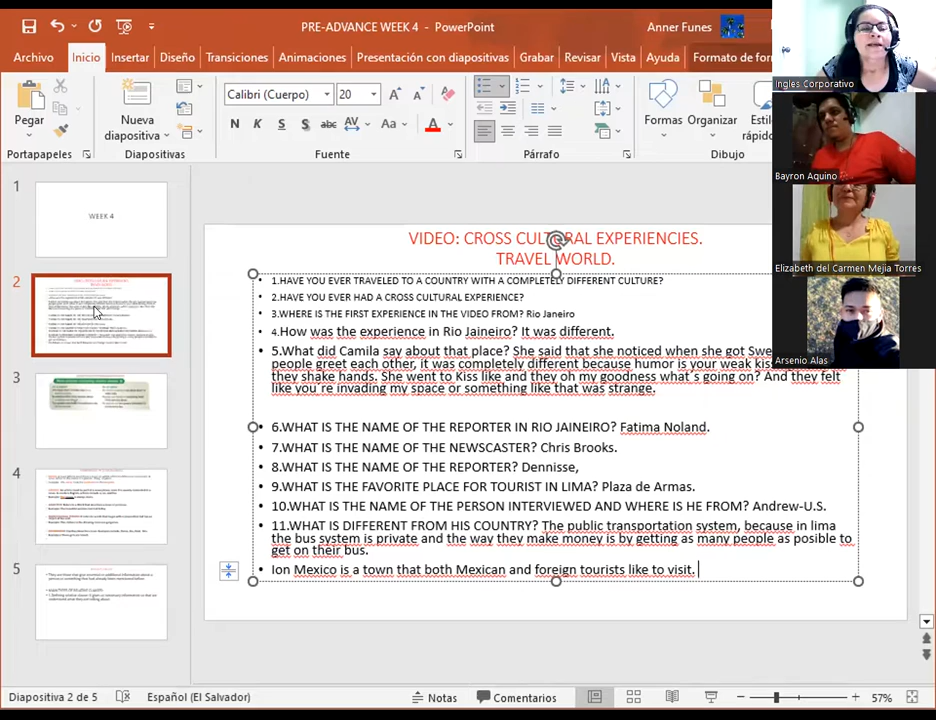 PRE-ADVANCE WEEK 4 - PowerPoint
Anner Funes
Archivo Inicio Insertar Diseño Transiciones Animaciones Presentación con diapositivas Grabar Revisar Vista Ayuda Formato de for
Pegar
Nueva
diapositiva
Calibri (Cuerpo) 20
N K S S abc AV Aa A
Formas Organizar Estilo
rápido
Portapapeles Diapositivas Fuente Párrafo Dibujo
Ingles Corporativo
Bayron Aquino
Elizabeth del Carmen Mejia Torres
Arsenio Alas
1
WEEK 4
2
3
4
5
VIDEO: CROSS CULTURAL EXPERIENCES.
TRAVEL WORLD.
• 1.HAVE YOU EVER TRAVELED TO A COUNTRY WITH A COMPLETELY DIFFERENT CULTURE?
• 2.HAVE YOU EVER HAD A CROSS CULTURAL EXPERIENCE?
• 3.WHERE IS THE FIRST EXPERIENCE IN THE VIDEO FROM? Rio Janeiro
• 4.How was the experience in Rio Jaineiro? It was different.
• 5.What did Camila say about that place? She said that she noticed when she got Swe
people greet each other, it was completely different because humor is your weak kis
they shake hands. She went to Kiss like and they oh my goodness what´s going on? And they felt
like you´re invading my space or something like that was strange.
• 6.WHAT IS THE NAME OF THE REPORTER IN RIO JAINEIRO? Fatima Noland.
• 7.WHAT IS THE NAME OF THE NEWSCASTER? Chris Brooks.
• 8.WHAT IS THE NAME OF THE REPORTER? Dennisse,
• 9.WHAT IS THE FAVORITE PLACE FOR TOURIST IN LIMA? Plaza de Armas.
• 10.WHAT IS THE NAME OF THE PERSON INTERVIEWED AND WHERE IS HE FROM? Andrew-U.S.
• 11.WHAT IS DIFFERENT FROM HIS COUNTRY? The public transportation system, because in lima
the bus system is private and the way they make money is by getting as many people as posible to
get on their bus.
• Ion Mexico is a town that both Mexican and foreign tourists like to visit.
Diapositiva 2 de 5 Español (El Salvador) Notas Comentarios 57%